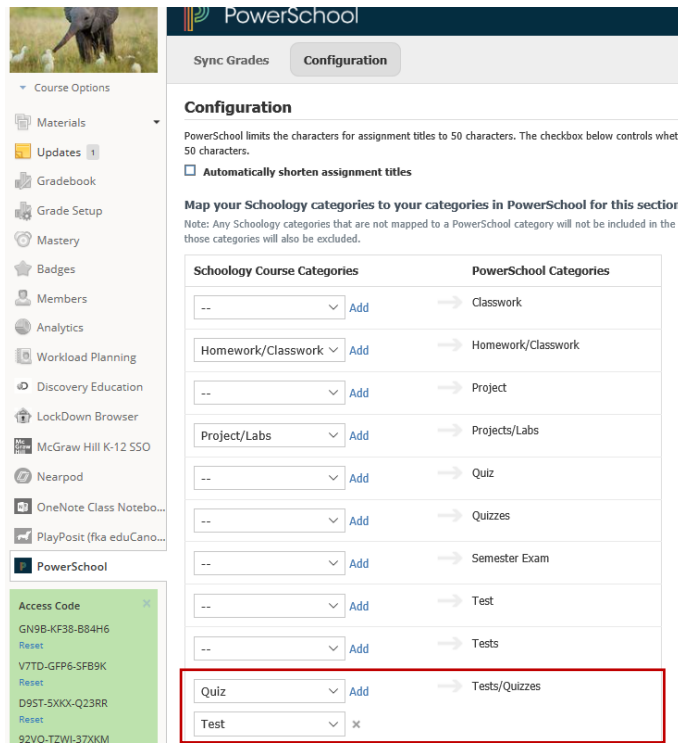 PowerSchool
Sync Grades
Configuration
Course Options
Materials
Updates 1
Gradebook
Grade Setup
Mastery
Badges
Members
Analytics
Workload Planning
Discovery Education
LockDown Browser
McGraw Hill K-12 SSO
Nearpod
OneNote Class Notebo...
PlayPosit (fka eduCano...
PowerSchool
Access Code
GN9B-KF38-B84H6
Reset
V7TD-GFP6-SFB9K
Reset
D9ST-5XKX-Q23RR
Reset
92VQ-TZWJ-37XKM
Configuration
PowerSchool limits the characters for assignment titles to 50 characters. The checkbox below controls whet
50 characters.
Automatically shorten assignment titles
Map your Schoology categories to your categories in PowerSchool for this section
Note: Any Schoology categories that are not mapped to a PowerSchool category will not be included in the
those categories will also be excluded.
Schoology Course Categories PowerSchool Categories
-- Add Classwork
Homework/Classwork Add Homework/Classwork
-- Add Project
Project/Labs Add Projects/Labs
-- Add Quiz
-- Add Quizzes
-- Add Semester Exam
-- Add Test
-- Add Tests
Quiz Add Tests/Quizzes
Test